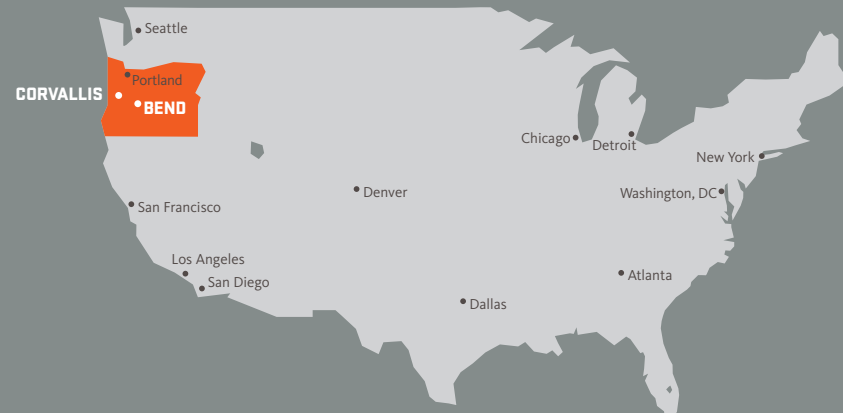 Seattle
Portland
CORVALLIS
BEND
Chicago
Detroit
New York
Denver
Washington, DC
San Francisco
Los Angeles
San Diego
Atlanta
Dallas